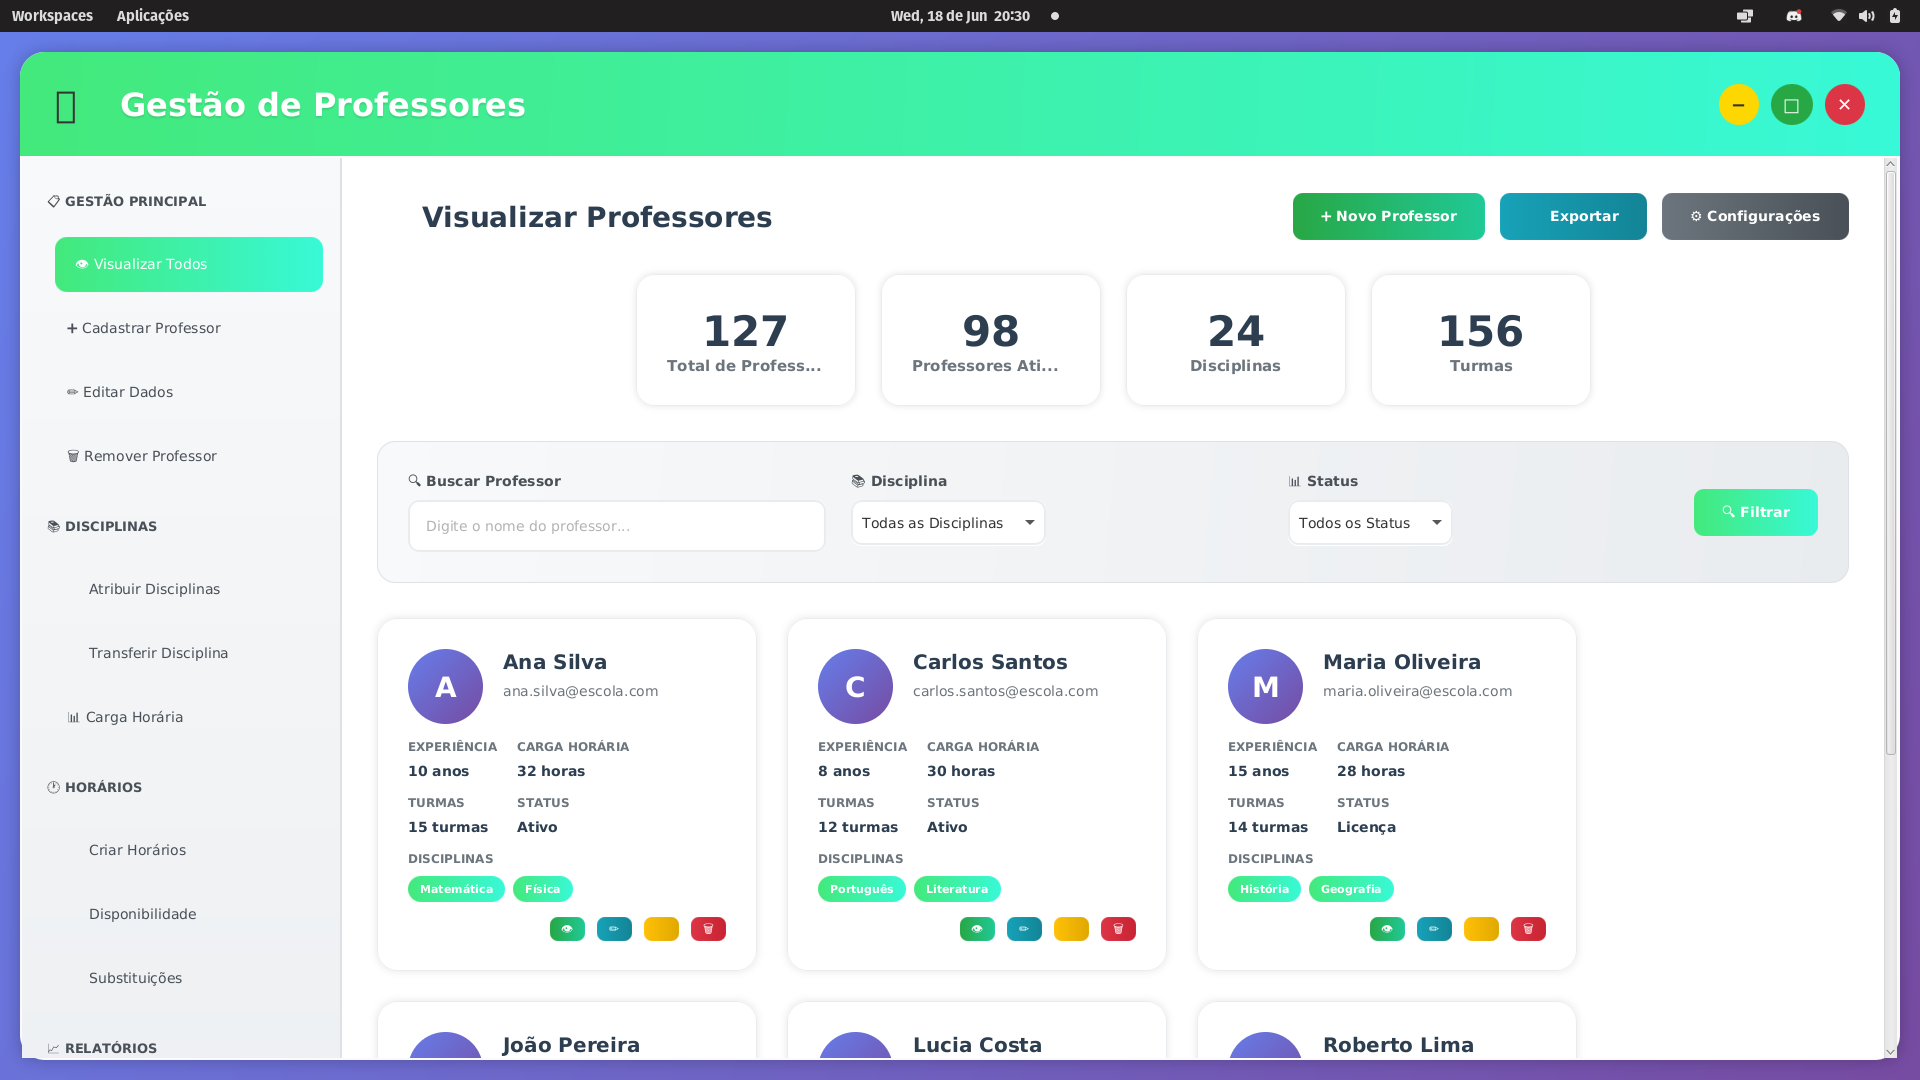 Workspaces Aplicações Wed, 18 de Jun 20:30
Gestão de Professores
GESTÃO PRINCIPAL
Visualizar Todos
Cadastrar Professor
Editar Dados
Remover Professor
DISCIPLINAS
Atribuir Disciplinas
Transferir Disciplina
Carga Horária
HORÁRIOS
Criar Horários
Disponibilidade
Substituições
RELATÓRIOS
Visualizar Professores
+ Novo Professor
Exportar
Configurações
127
Total de Profess...
98
Professores Ati...
24
Disciplinas
156
Turmas
Buscar Professor
Digite o nome do professor...
Disciplina
Todas as Disciplinas
Status
Todos os Status
Filtrar
A
Ana Silva
ana.silva@escola.com
EXPERIÊNCIA CARGA HORÁRIA
10 anos 32 horas
TURMAS STATUS
15 turmas Ativo
DISCIPLINAS
Matemática Física
C
Carlos Santos
carlos.santos@escola.com
EXPERIÊNCIA CARGA HORÁRIA
8 anos 30 horas
TURMAS STATUS
12 turmas Ativo
DISCIPLINAS
Português Literatura
M
Maria Oliveira
maria.oliveira@escola.com
EXPERIÊNCIA CARGA HORÁRIA
15 anos 28 horas
TURMAS STATUS
14 turmas Licença
DISCIPLINAS
História Geografia
João Pereira
Lucia Costa
Roberto Lima